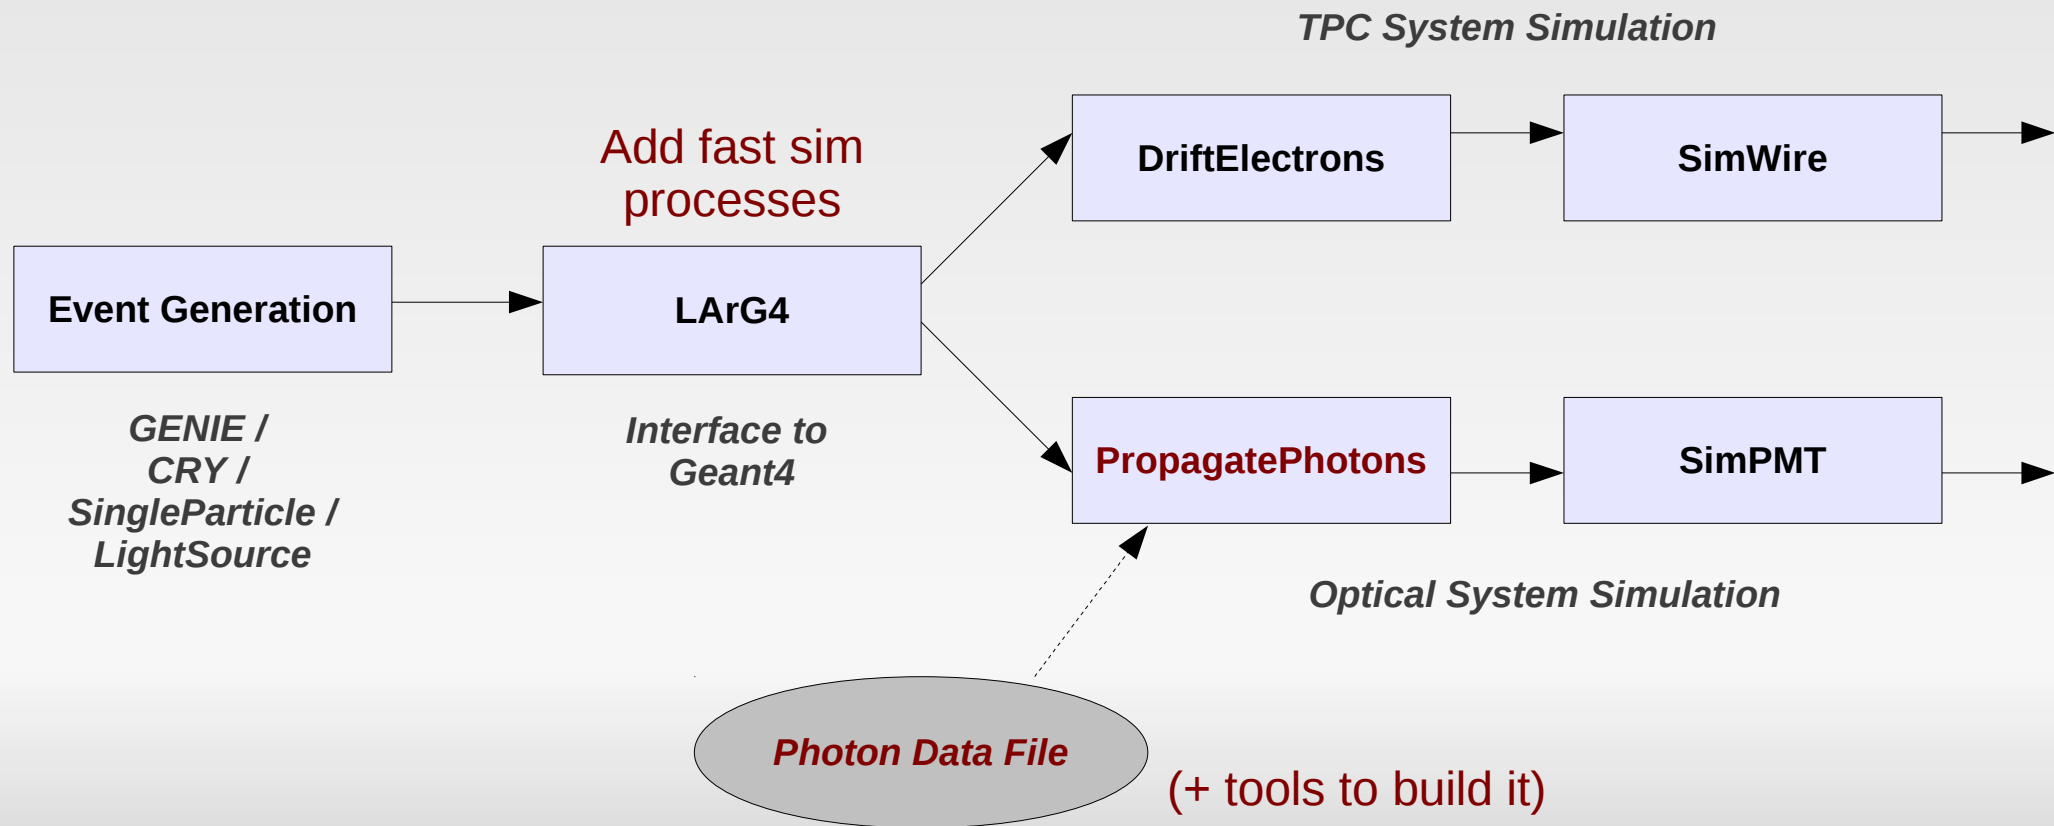 TPC System Simulation
Add fast sim
processes
DriftElectrons
SimWire
Event Generation
LArG4
GENIE /
CRY /
SingleParticle /
LightSource
Interface to
Geant4
PropagatePhotons
SimPMT
Optical System Simulation
Photon Data File
(+ tools to build it)